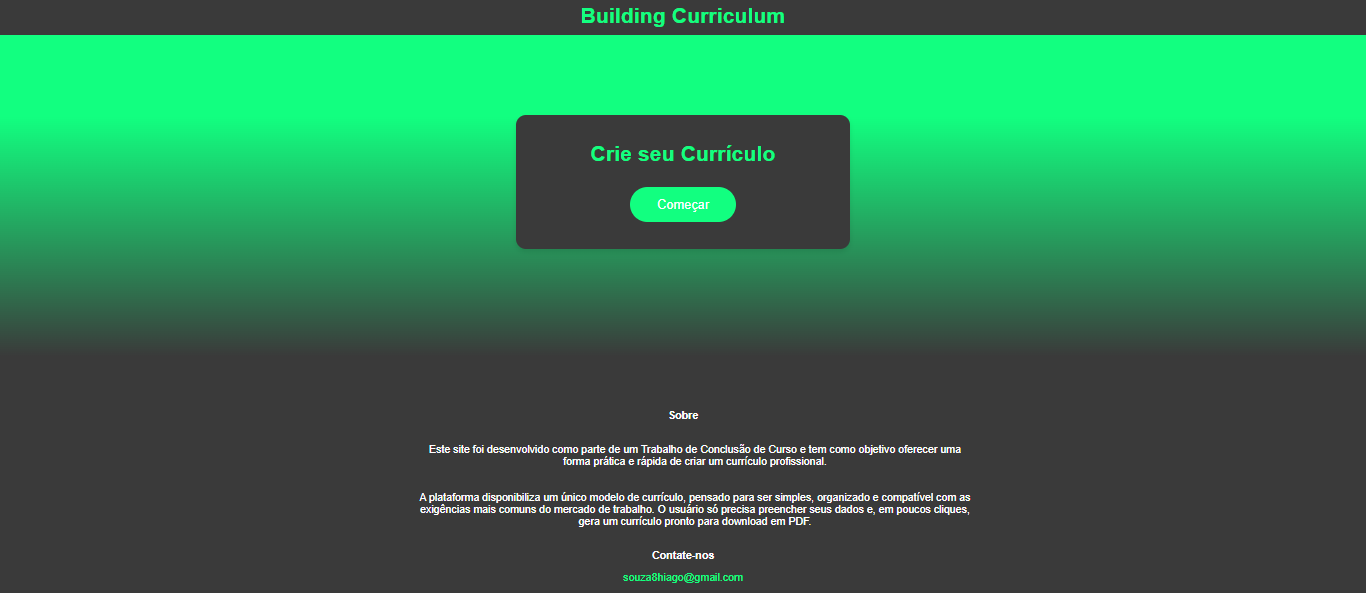 Building Curriculum
Crie seu Currículo
Começar
Sobre
Este site foi desenvolvido como parte de um Trabalho de Conclusão de Curso e tem como objetivo oferecer uma
forma prática e rápida de criar um currículo profissional.
A plataforma disponibiliza um único modelo de currículo, pensado para ser simples, organizado e compatível com as
exigências mais comuns do mercado de trabalho. O usuário só precisa preencher seus dados e, em poucos cliques,
gera um currículo pronto para download em PDF.
Contate-nos
souza8hiago@gmail.com